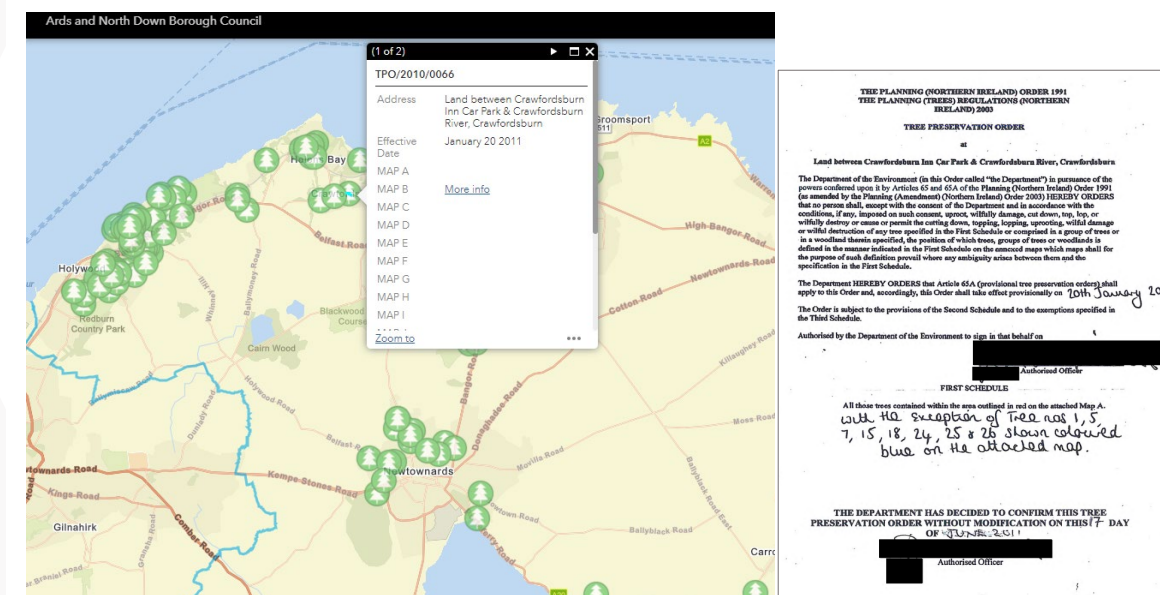 Ards and North Down Borough Council
(1 of 2)
TPO/2010/0066
Address
Land between Crawfordsburn
Inn Car Park & Crawfordsburn
River, Crawfordsburn
Effective
Date
January 20 2011
MAP A
MAP B
More info
MAP C
MAP D
MAP E
MAP F
MAP G
MAP H
MAP I
Zoom to
Groomsport
511
A2
Bay
Holywood
Redburn
Country Park
Cairn Wood
Blackwood
Course
Ballymoney Road
Whinney Hill
Belfast Road
High-Bangor-Road
Newtownards-Road
Cotton Road
Killaughey Road
Moss-Road
Holywood Road
Dunlady Road
Ballymiscaw Road
Bangor Road
Donaghadee Road
Belfast
Newtownards
Movilla Road
Kempe-Stones-Road
Kings-Road
Gilnahirk
Comber-Road
Gransha Road
Ballyblack Road East
Ballyblack Road
THE PLANNING (NORTHERN IRELAND) ORDER 1991
THE PLANNING (TREES) REGULATIONS (NORTHERN
IRELAND) 2003
TREE PRESERVATION ORDER
at
Land between Crawfordsburn Inn Car Park & Crawfordsburn River, Crawfordsburn
The Department of the Environment (in this Order called "the Department") in pursuance of the
powers conferred upon it by Articles 65 and 65A of the Planning (Northern Ireland) Order 1991
(as amended by the Planning (Amendment) (Northern Ireland) Order 2003) HEREBY ORDERS
that no person shall, except with the consent of the Department and in accordance with the
conditions, if any, imposed on such consent, uproot, wilfully damage, cut down, top, lop, or
wilfully destroy or cause or permit the cutting down, topping, lopping, uprooting, wilful damage
or wilful destruction of any tree specified in the First Schedule or comprised in a group of trees or
in a woodland therein specified, the position of which trees, groups of trees or woodlands is
defined in the manner indicated in the First Schedule on the annexed maps which maps shall for
the purpose of such definition prevail where any ambiguity arises between them and the
specification in the First Schedule.
The Department HEREBY ORDERS that Article 65A (provisional tree preservation orders) shall
apply to this Order and, accordingly, this Order shall take effect provisionally on 20th January 20
The Order is subject to the provisions of the Second Schedule and to the exemptions specified in
the Third Schedule.
Authorised by the Department of the Environment to sign in that behalf on
Authorised Officer
FIRST SCHEDULE
All those trees contained within the area outlined in red on the attached Map A.
with the exception of Tree nos 1, 5,
7, 15, 18, 24, 25 & 26 shown coloured
blue on the attached map.
THE DEPARTMENT HAS DECIDED TO CONFIRM THIS TREE
PRESERVATION ORDER WITHOUT MODIFICATION ON THIS 17 DAY
OF JUNE 2011
Authorised Officer